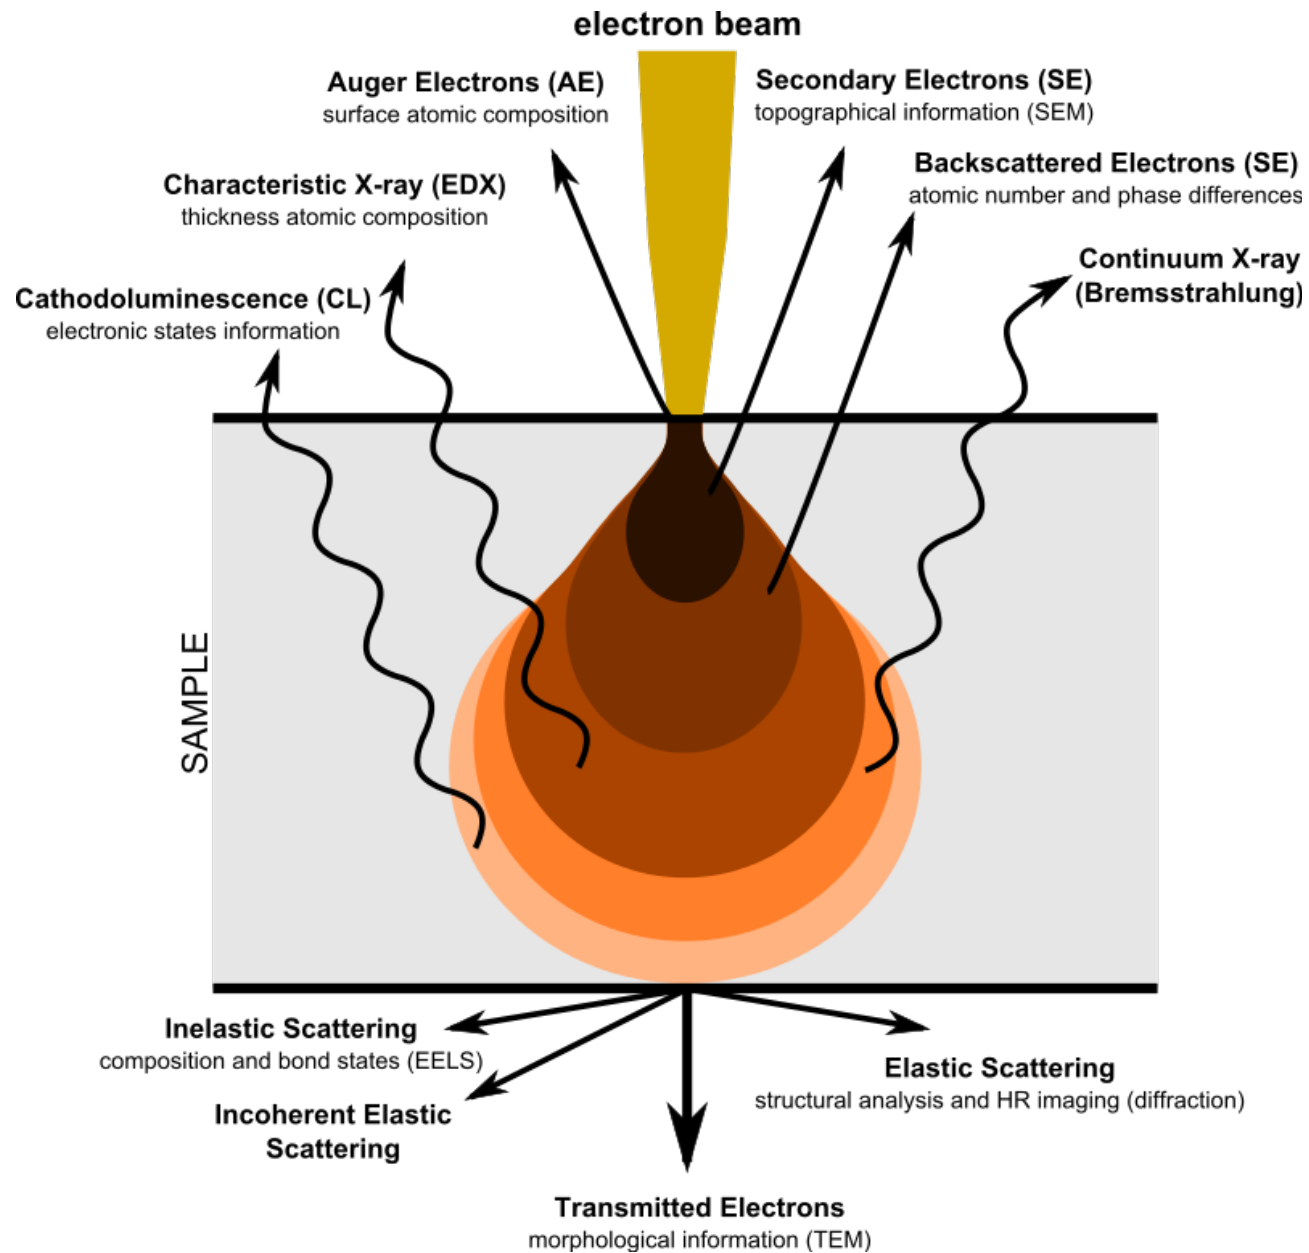 electron beam
Auger Electrons (AE)
surface atomic composition
Secondary Electrons (SE)
topographical information (SEM)
Characteristic X-ray (EDX)
thickness atomic composition
Backscattered Electrons (SE)
atomic number and phase differences
Cathodoluminescence (CL)
electronic states information
Continuum X-ray
(Bremsstrahlung)
SAMPLE
Inelastic Scattering
composition and bond states (EELS)
Incoherent Elastic
Scattering
Elastic Scattering
structural analysis and HR imaging (diffraction)
Transmitted Electrons
morphological information (TEM)